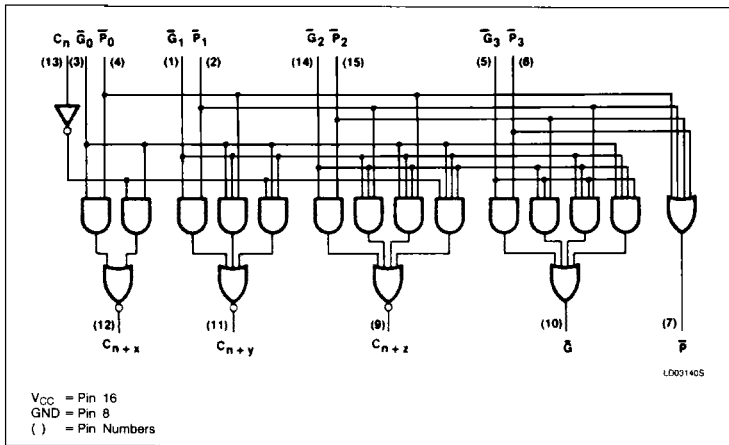 Cn G̅0 P̅0 G̅1 P̅1 G̅2 P̅2 G̅3 P̅3
(13) (3) (4) (1) (2) (14) (15) (5) (6)
(12) (11) (9) (10) (7)
Cn+x Cn+y Cn+z G̅ P̅
LD03140S
VCC = Pin 16
GND = Pin 8
( ) = Pin Numbers